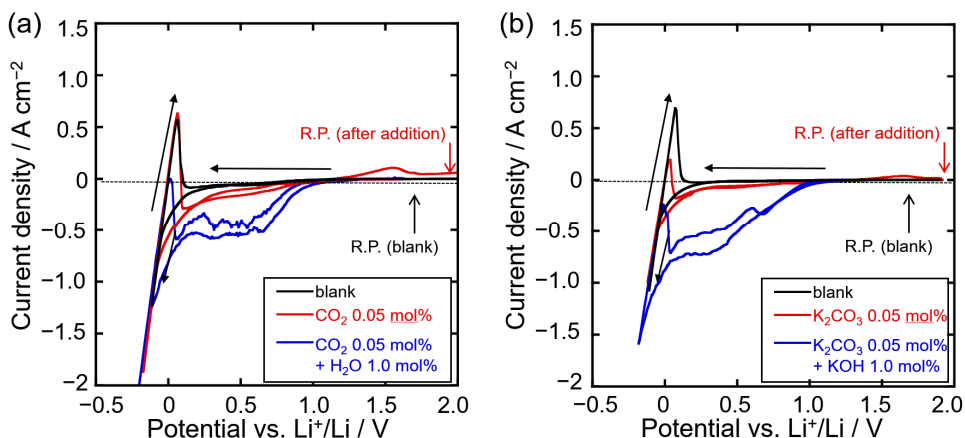 (a)
1.5
1.0
0.5
0
−0.5
−1.0
−1.5
−2
−0.5
0
0.5
1.0
1.5
2.0
Current density / A cm⁻²
Potential vs. Li⁺/Li / V
R.P. (after addition)
R.P. (blank)
blank
CO₂ 0.05 mol%
CO₂ 0.05 mol%
+ H₂O 1.0 mol%
(b)
1.5
1.0
0.5
0
−0.5
−1.0
−1.5
−2
−0.5
0
0.5
1.0
1.5
2.0
Current density / A cm⁻²
Potential vs. Li⁺/Li / V
R.P. (after addition)
R.P. (blank)
blank
K₂CO₃ 0.05 mol%
K₂CO₃ 0.05 mol%
+ KOH 1.0 mol%